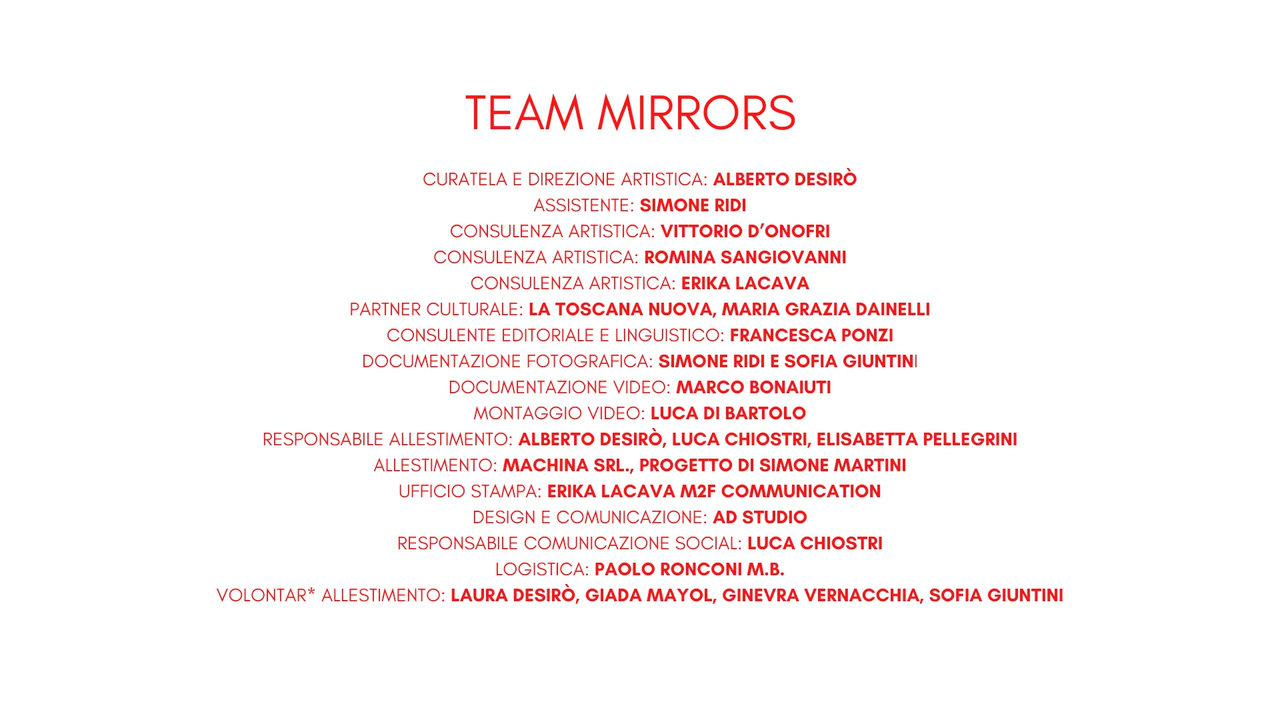 TEAM MIRRORS
CURATELA E DIREZIONE ARTISTICA: ALBERTO DESIRÒ
ASSISTENTE: SIMONE RIDI
CONSULENZA ARTISTICA: VITTORIO D’ONOFRI
CONSULENZA ARTISTICA: ROMINA SANGIOVANNI
CONSULENZA ARTISTICA: ERIKA LACAVA
PARTNER CULTURALE: LA TOSCANA NUOVA, MARIA GRAZIA DAINELLI
CONSULENTE EDITORIALE E LINGUISTICO: FRANCESCA PONZI
DOCUMENTAZIONE FOTOGRAFICA: SIMONE RIDI E SOFIA GIUNTINI
DOCUMENTAZIONE VIDEO: MARCO BONAIUTI
MONTAGGIO VIDEO: LUCA DI BARTOLO
RESPONSABILE ALLESTIMENTO: ALBERTO DESIRÒ, LUCA CHIOSTRI, ELISABETTA PELLEGRINI
ALLESTIMENTO: MACHINA SRL., PROGETTO DI SIMONE MARTINI
UFFICIO STAMPA: ERIKA LACAVA M2F COMMUNICATION
DESIGN E COMUNICAZIONE: AD STUDIO
RESPONSABILE COMUNICAZIONE SOCIAL: LUCA CHIOSTRI
LOGISTICA: PAOLO RONCONI M.B.
VOLONTAR* ALLESTIMENTO: LAURA DESIRÒ, GIADA MAYOL, GINEVRA VERNACCHIA, SOFIA GIUNTINI